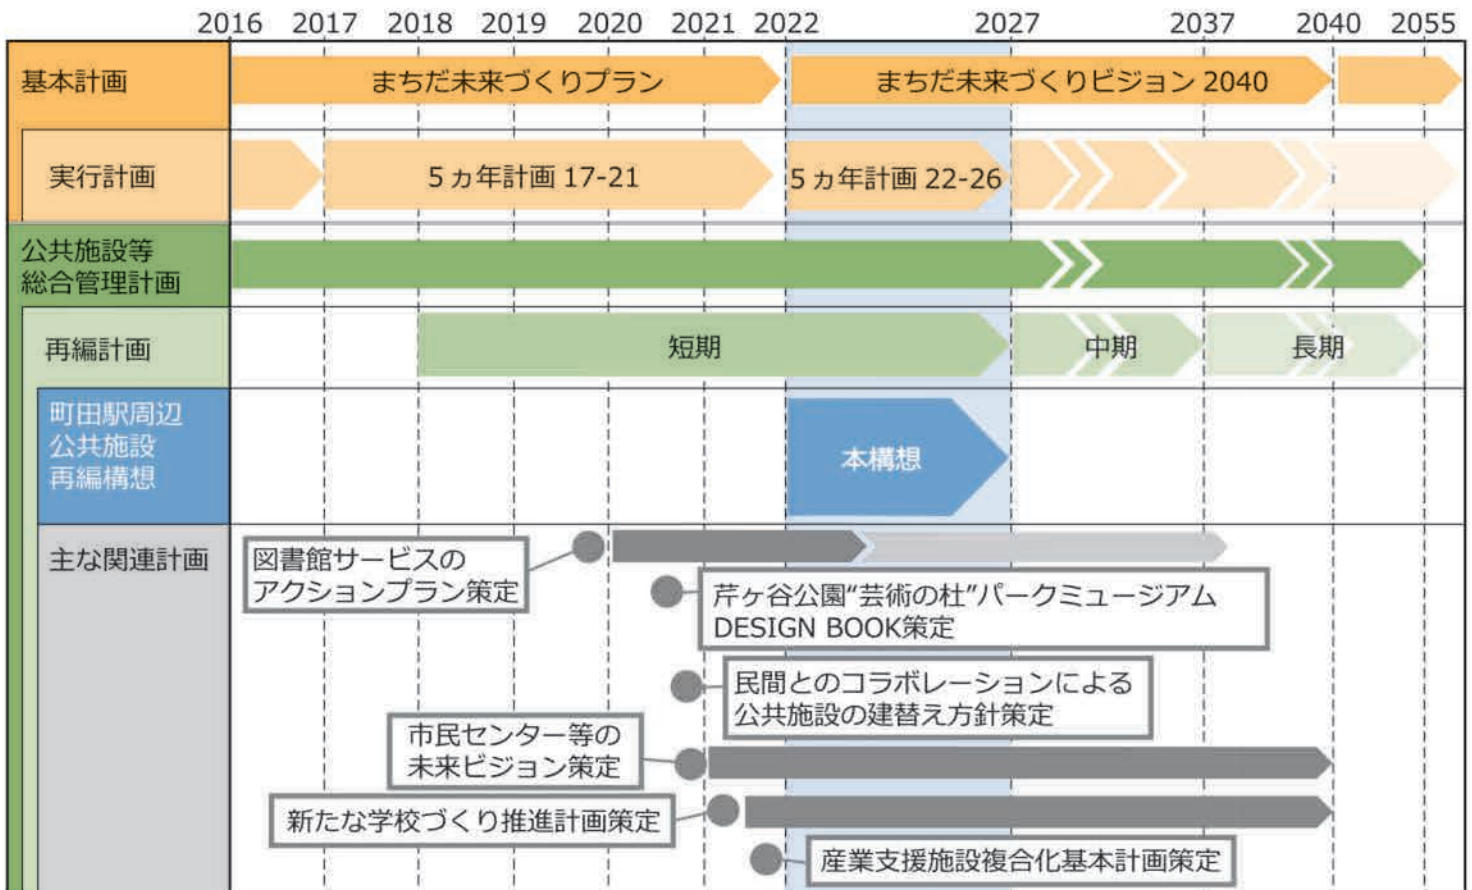 2016 2017 2018 2019 2020 2021 2022 2027 2037 2040 2055
基本計画
まちだ未来づくりプラン
まちだ未来づくりビジョン 2040
実行計画
5ヵ年計画 17-21
5ヵ年計画 22-26
公共施設等
総合管理計画
再編計画
短期
中期
長期
町田駅周辺
公共施設
再編構想
本構想
主な関連計画
図書館サービスの
アクションプラン策定
芹ヶ谷公園“芸術の杜”パークミュージアム
DESIGN BOOK策定
民間とのコラボレーションによる
公共施設の建替え方針策定
市民センター等の
未来ビジョン策定
新たな学校づくり推進計画策定
産業支援施設複合化基本計画策定